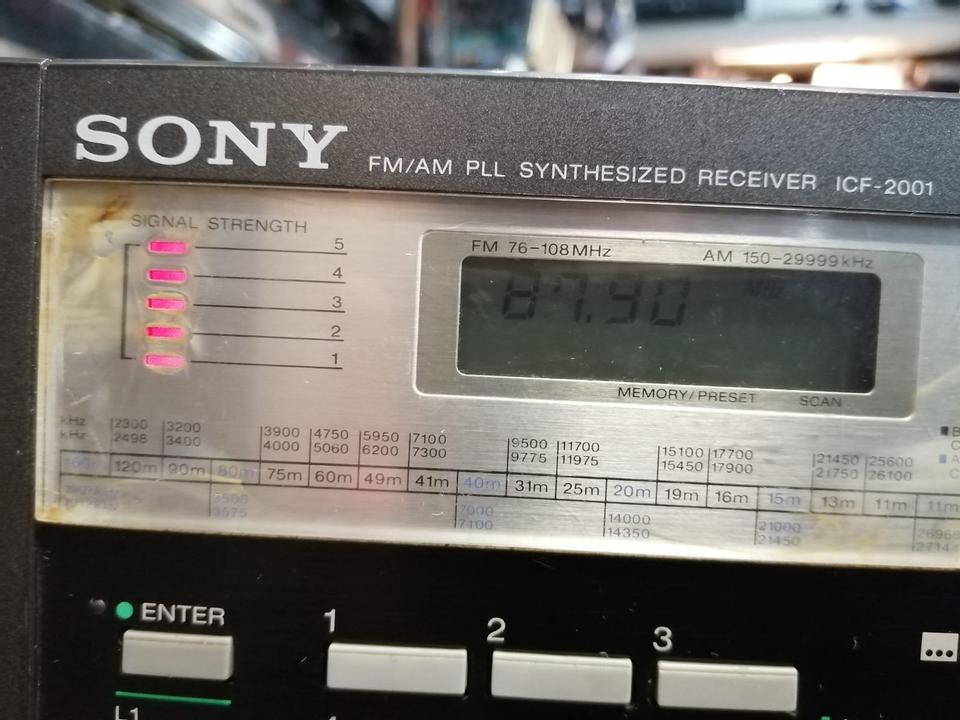 SONY
FM/AM PLL SYNTHESIZED RECEIVER ICF-2001
SIGNAL STRENGTH
5
4
3
2
1
FM 76-108MHz
AM 150-29999kHz
87.90 MHz
MEMORY/PRESET SCAN
kHz 2300 3200 3900 4750 5950 7100 9500 11700 15100 17700 21450 25600
kHz 2498 3400 4000 5060 6200 7300 9775 11975 15450 17900 21750 26100
160m 120m 90m 80m 75m 60m 49m 41m 40m 31m 25m 20m 19m 16m 15m 13m 11m 11m
3500 7000 14000 21000
3575 7100 14350 21450
ENTER
1
2
3
L1